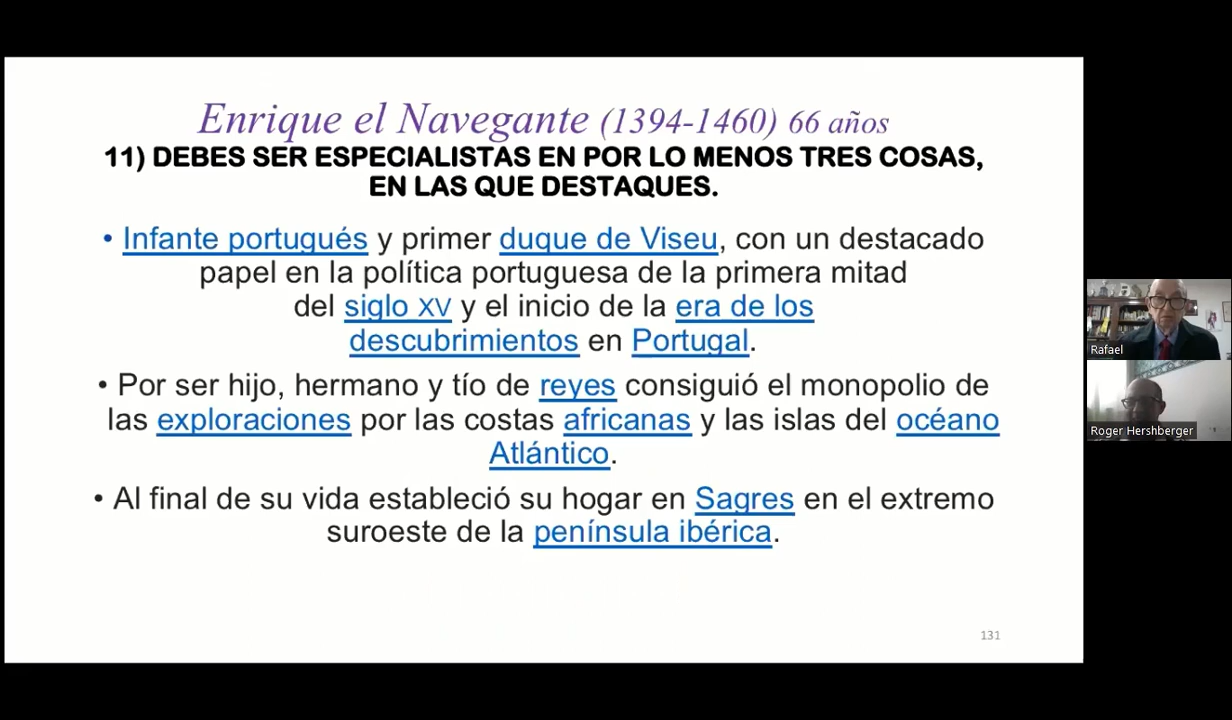 Enrique el Navegante (1394-1460) 66 años
11) DEBES SER ESPECIALISTAS EN POR LO MENOS TRES COSAS,
EN LAS QUE DESTAQUES.
• Infante portugués y primer duque de Viseu, con un destacado
papel en la política portuguesa de la primera mitad
del siglo XV y el inicio de la era de los
descubrimientos en Portugal.
• Por ser hijo, hermano y tío de reyes consiguió el monopolio de
las exploraciones por las costas africanas y las islas del océano
Atlántico.
• Al final de su vida estableció su hogar en Sagres en el extremo
suroeste de la península ibérica.
131
Rafael
Roger Hershberger